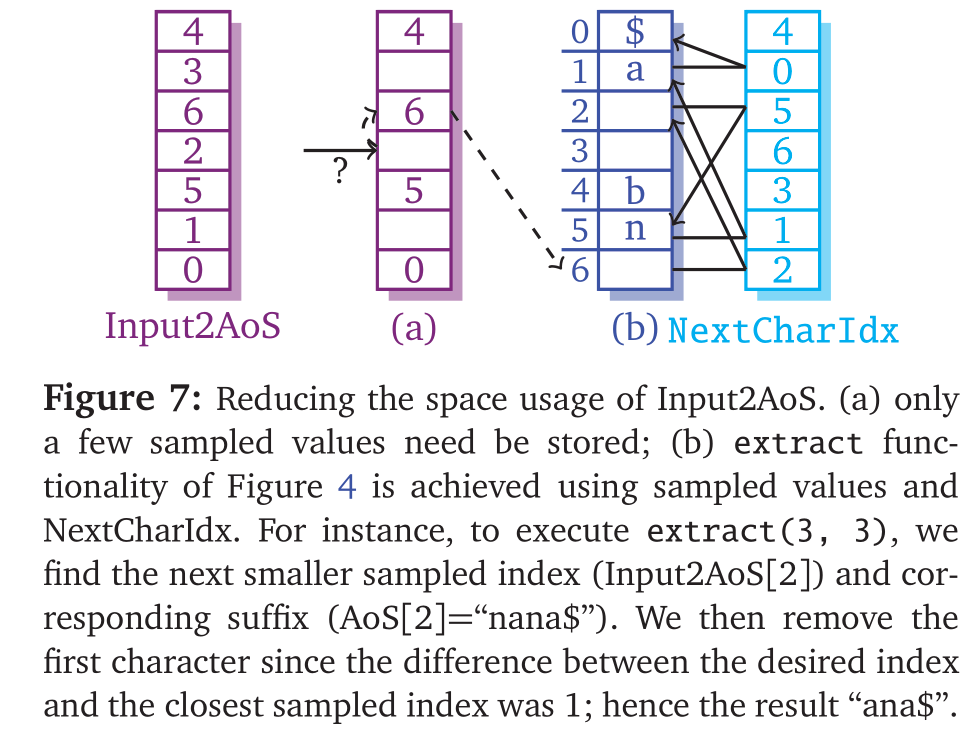 4 4 0 $ 4
3 1 a 0
6 6 2 5
2 ? 3 6
5 5 4 b 3
1 5 n 1
0 0 6 2
Input2AoS (a) (b) NextCharIdx
Figure 7: Reducing the space usage of Input2AoS. (a) only
a few sampled values need be stored; (b) extract func-
tionality of Figure 4 is achieved using sampled values and
NextCharIdx. For instance, to execute extract(3, 3), we
find the next smaller sampled index (Input2AoS[2]) and cor-
responding suffix (AoS[2]=“nana$”). We then remove the
first character since the difference between the desired index
and the closest sampled index was 1; hence the result “ana$”.